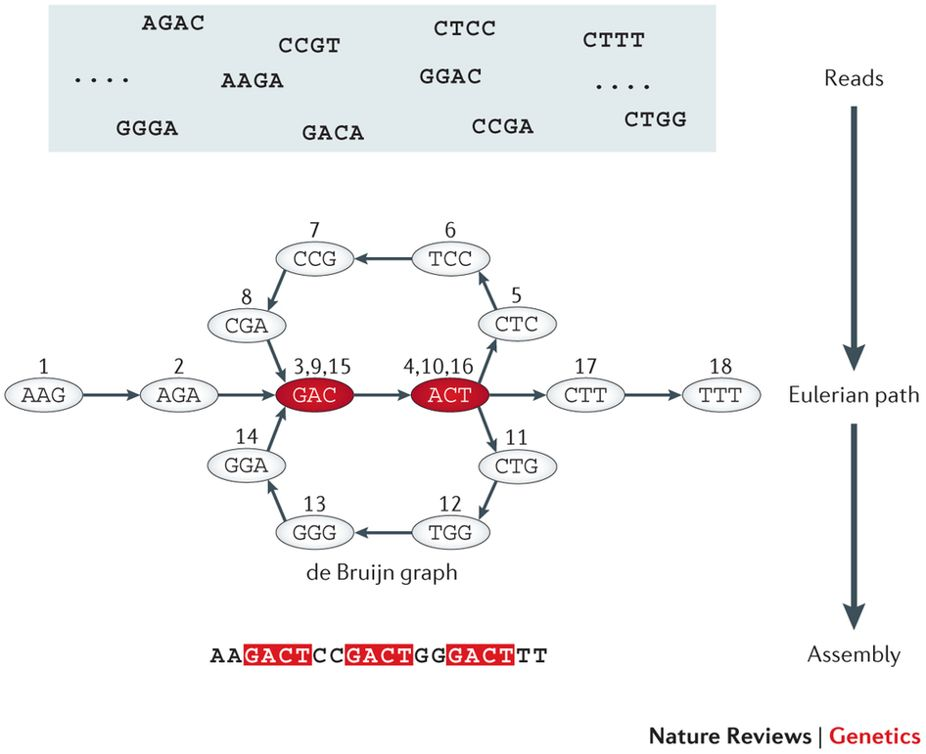 AGAC
CCGT
CTCC
CTTT
....
AAGA
GGAC
....
Reads
GGGA
GACA
CCGA
CTGG
7
6
CCG
TCC
8
5
CGA
CTC
1
2
3,9,15
4,10,16
17
18
AAG
AGA
GAC
ACT
CTT
TTT
Eulerian path
14
11
GGA
CTG
13
12
GGG
TGG
de Bruijn graph
AAGACTCCGACTGGGACTTT
Assembly
Nature Reviews | Genetics